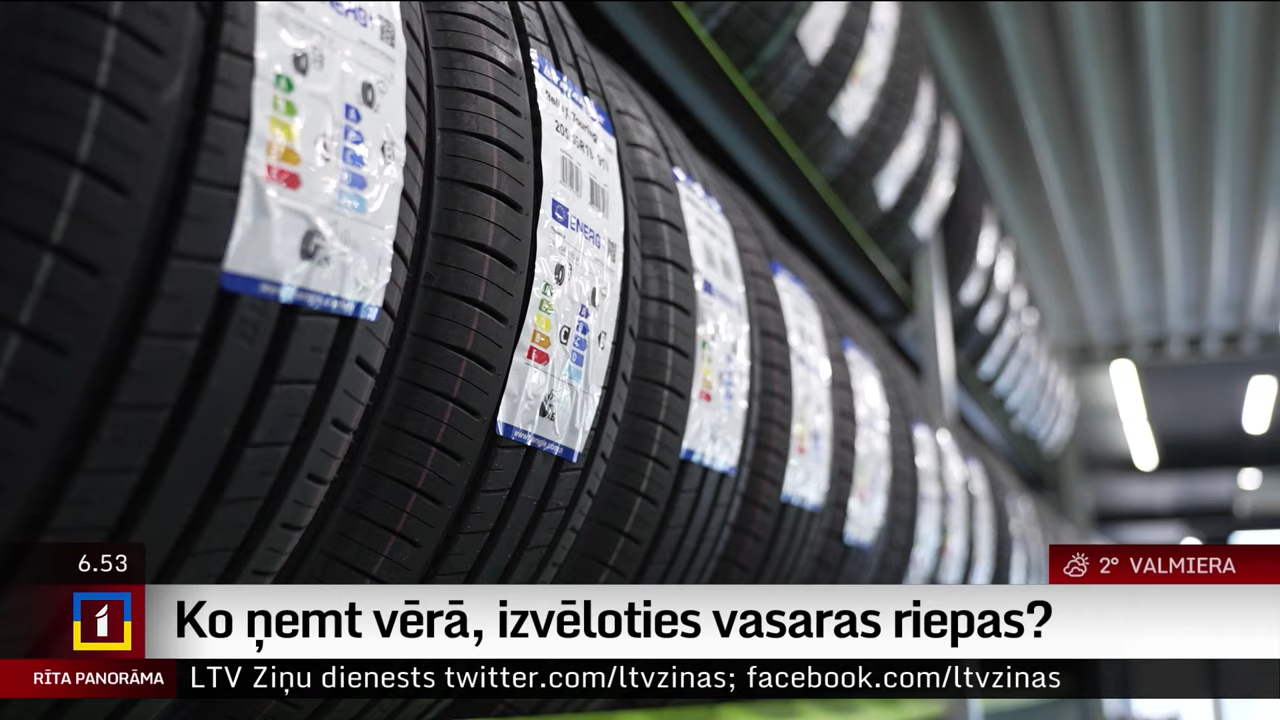 ENERG
6.53
2° VALMIERA
1
Ko ņemt vērā, izvēloties vasaras riepas?
RĪTA PANORĀMA
LTV Ziņu dienests twitter.com/ltvzinas; facebook.com/ltvzinas